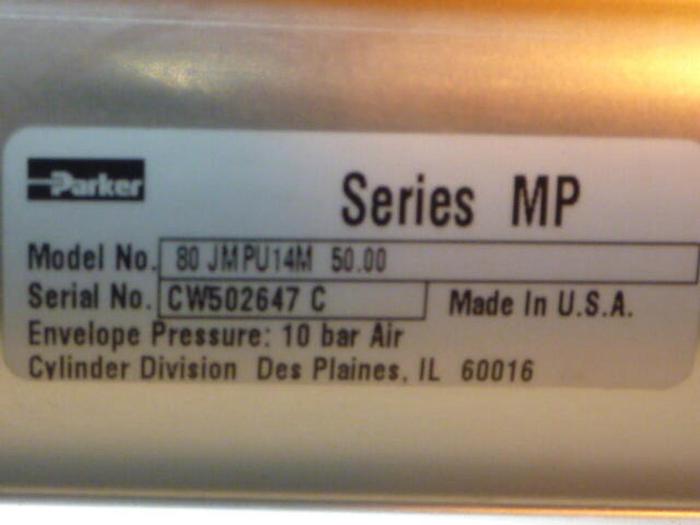 Parker
Series MP
Model No. 80 JMPU14M 50.00
Serial No. CW502647 C Made In U.S.A.
Envelope Pressure: 10 bar Air
Cylinder Division Des Plaines, IL 60016